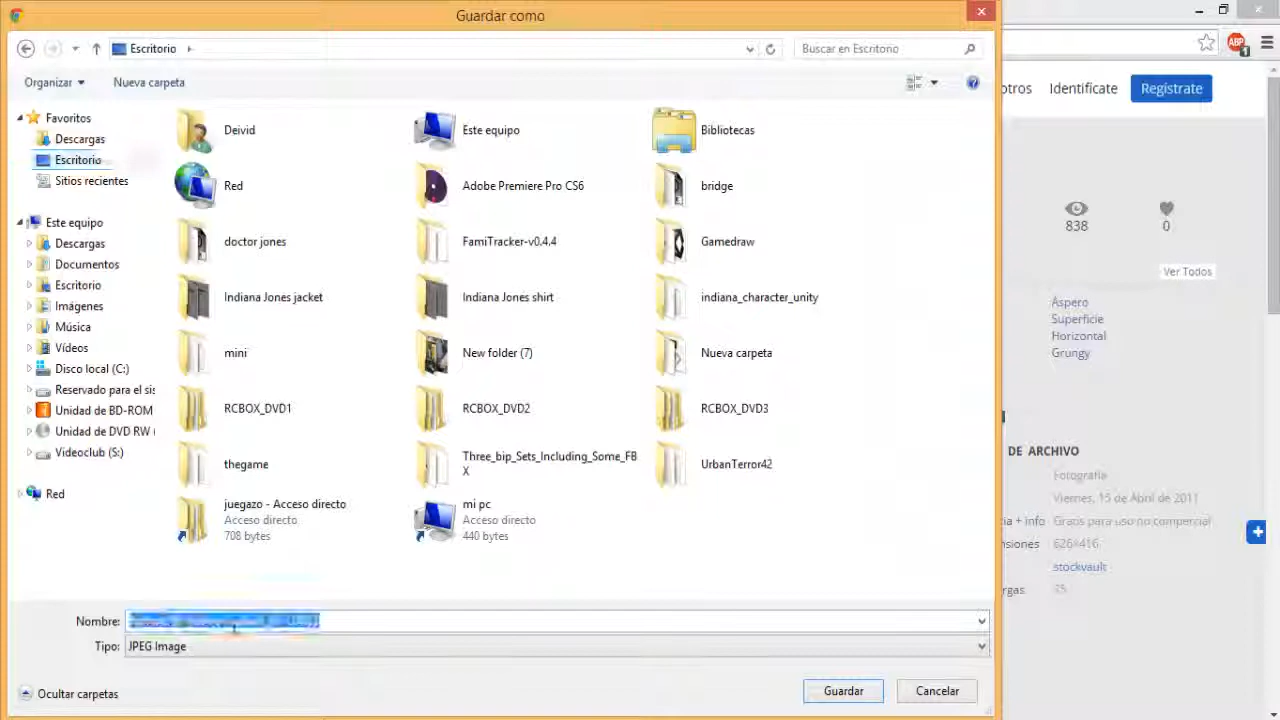 Guardar como
Escritorio
Buscar en Escritorio
ABP
1
Organizar
Nueva carpeta
otros
Identifícate
Regístrate
Favoritos
Descargas
Escritorio
Sitios recientes
Este equipo
Descargas
Documentos
Escritorio
Imágenes
Música
Vídeos
Disco local (C:)
Reservado para el sis
Unidad de BD-ROM
Unidad de DVD RW (
Videoclub (S:)
Red
Deivid
Este equipo
Bibliotecas
Red
Adobe Premiere Pro CS6
bridge
doctor jones
FamiTracker-v0.4.4
Gamedraw
Indiana Jones jacket
Indiana Jones shirt
indiana_character_unity
mini
New folder (7)
Nueva carpeta
RCBOX_DVD1
RCBOX_DVD2
RCBOX_DVD3
thegame
Three_bip_Sets_Including_Some_FB
X
UrbanTerror42
juegazo - Acceso directo
Acceso directo
708 bytes
mi pc
Acceso directo
440 bytes
838
0
Ver Todos
Áspero
Superficie
Horizontal
Grungy
DE ARCHIVO
Fotografía
Viernes, 15 de Abril de 2011
cia + info
Gratis para uso no comercial
nsiones
626×416
stockvault
rgas
Nombre:
Tipo:
JPEG Image
Ocultar carpetas
Guardar
Cancelar